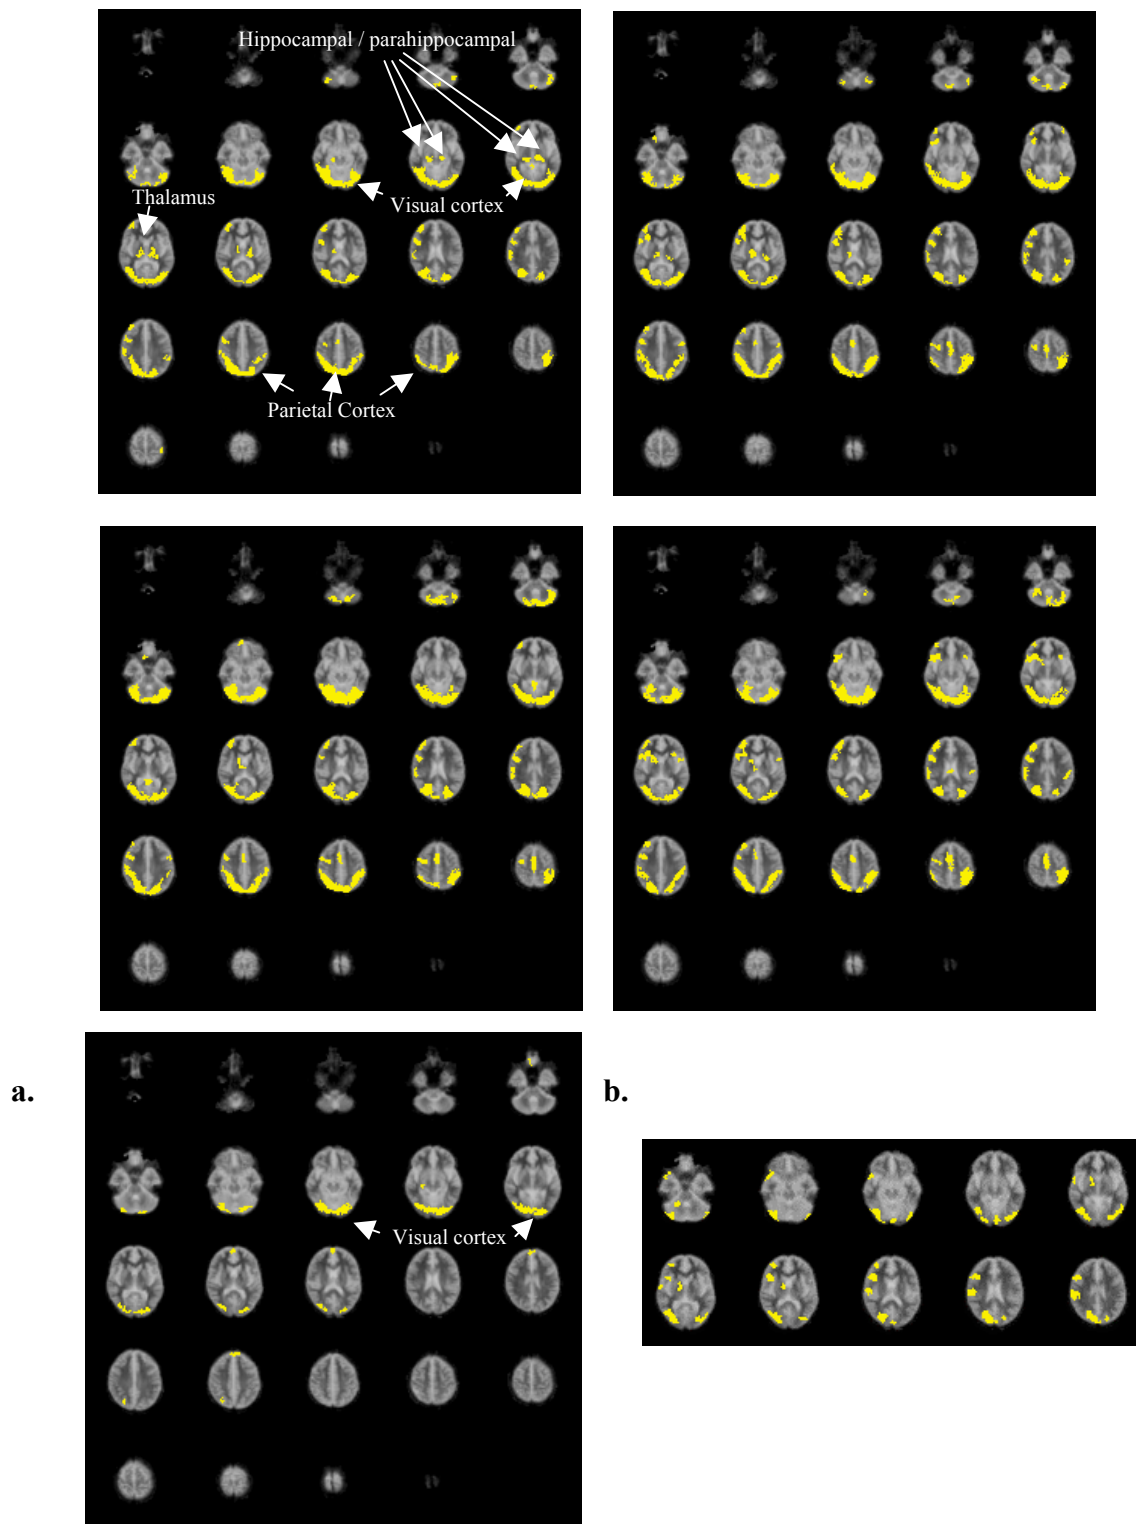 Hippocampal / parahippocampal
Visual cortex
Thalamus
Parietal Cortex
a.
b.
Visual cortex